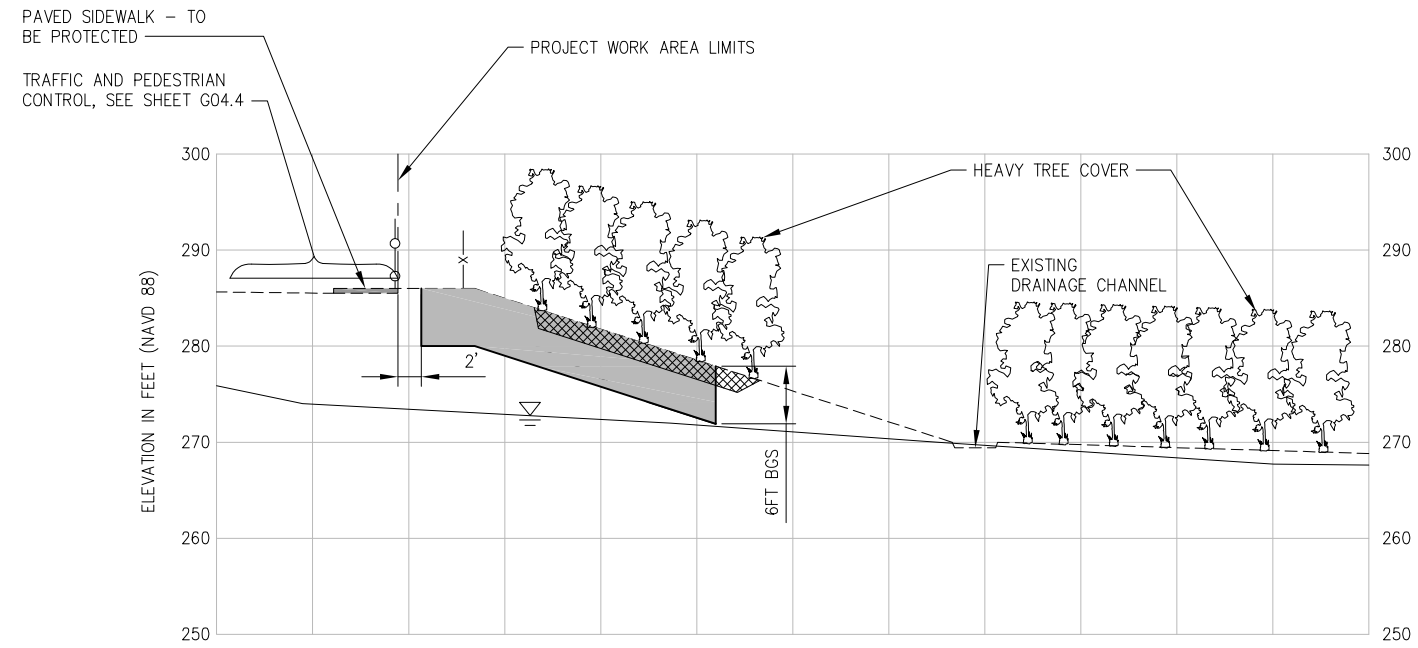 PAVED SIDEWALK – TO
BE PROTECTED
PROJECT WORK AREA LIMITS
TRAFFIC AND PEDESTRIAN
CONTROL, SEE SHEET G04.4
300
300
HEAVY TREE COVER
290
290
X
EXISTING
DRAINAGE CHANNEL
ELEVATION IN FEET (NAVD 88)
280
280
2'
270
270
6FT BGS
260
260
250
250